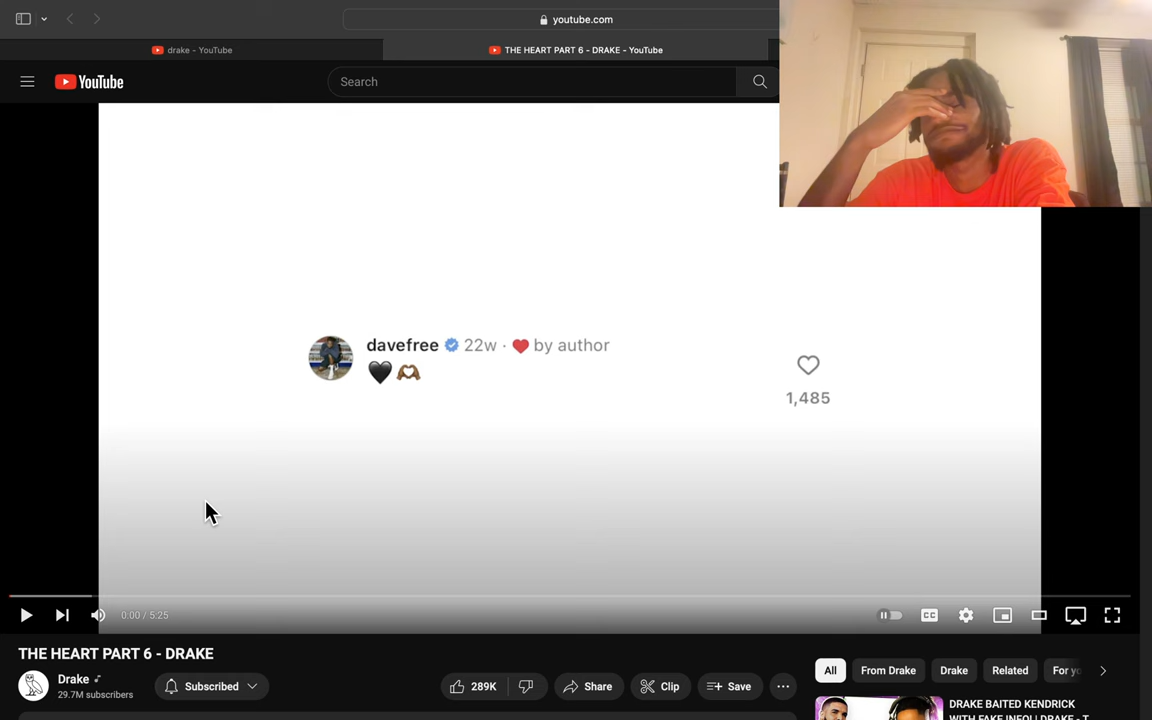 youtube.com
drake - YouTube
THE HEART PART 6 - DRAKE - YouTube
YouTube
Search
davefree 22w · ❤️ by author
🖤🫶🏾
1,485
0:00 / 5:25
CC
THE HEART PART 6 - DRAKE
Drake
29.7M subscribers
Subscribed
289K
Share
Clip
Save
All
From Drake
Drake
Related
For yo
DRAKE BAITED KENDRICK
WITH FAKE INFO! | DRAKE - T